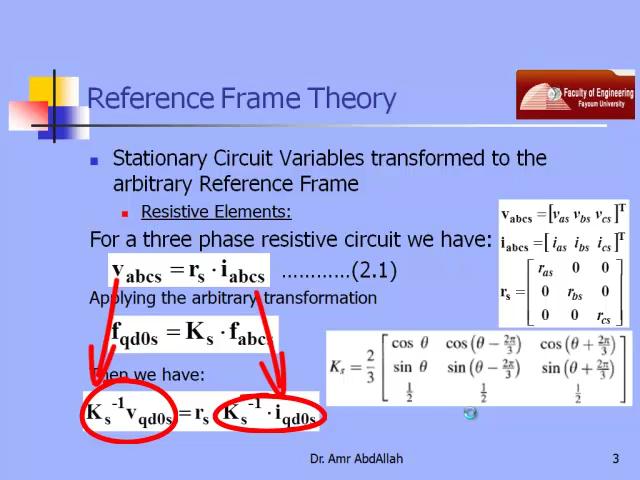 Reference Frame Theory
Faculty of Engineering
Fayoum University
Stationary Circuit Variables transformed to the
arbitrary Reference Frame
Resistive Elements:
For a three phase resistive circuit we have:
v_abcs = r_s · i_abcs …………(2.1)
Applying the arbitrary transformation
f_qd0s = K_s · f_abcs
Then we have:
K_s^-1 v_qd0s = r_s K_s^-1 · i_qd0s
v_abcs = [v_as v_bs v_cs]^T
i_abcs = [i_as i_bs i_cs]^T
r_s = [r_as 0 0
0 r_bs 0
0 0 r_cs]
K_s = 2/3 [cos θ cos(θ − 2π/3) cos(θ + 2π/3)
sin θ sin(θ − 2π/3) sin(θ + 2π/3)
1/2 1/2 1/2]
Dr. Amr AbdAllah
3